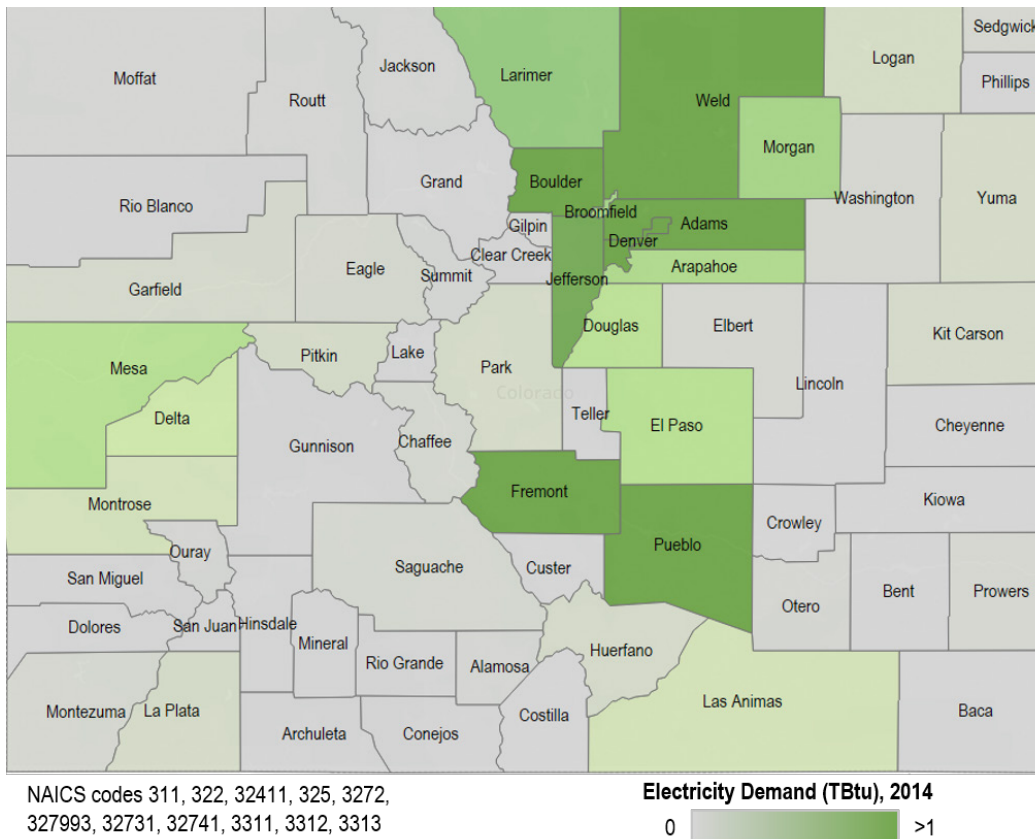 Sedgwick
Logan
Jackson
Moffat
Larimer
Phillips
Routt
Weld
Morgan
Grand
Boulder
Washington
Yuma
Rio Blanco
Broomfield
Gilpin
Adams
Denver
Clear Creek
Eagle
Arapahoe
Summit
Jefferson
Garfield
Douglas
Elbert
Kit Carson
Pitkin
Lake
Mesa
Park
Lincoln
Colorado
Teller
Delta
El Paso
Cheyenne
Chaffee
Gunnison
Fremont
Montrose
Kiowa
Crowley
Pueblo
Ouray
Saguache
Custer
San Miguel
Bent
Prowers
Otero
Dolores
San Juan
Hinsdale
Mineral
Huerfano
Rio Grande
Alamosa
Las Animas
Montezuma
La Plata
Costilla
Baca
Archuleta
Conejos
NAICS codes 311, 322, 32411, 325, 3272,
327993, 32731, 32741, 3311, 3312, 3313
Electricity Demand (TBtu), 2014
0 >1